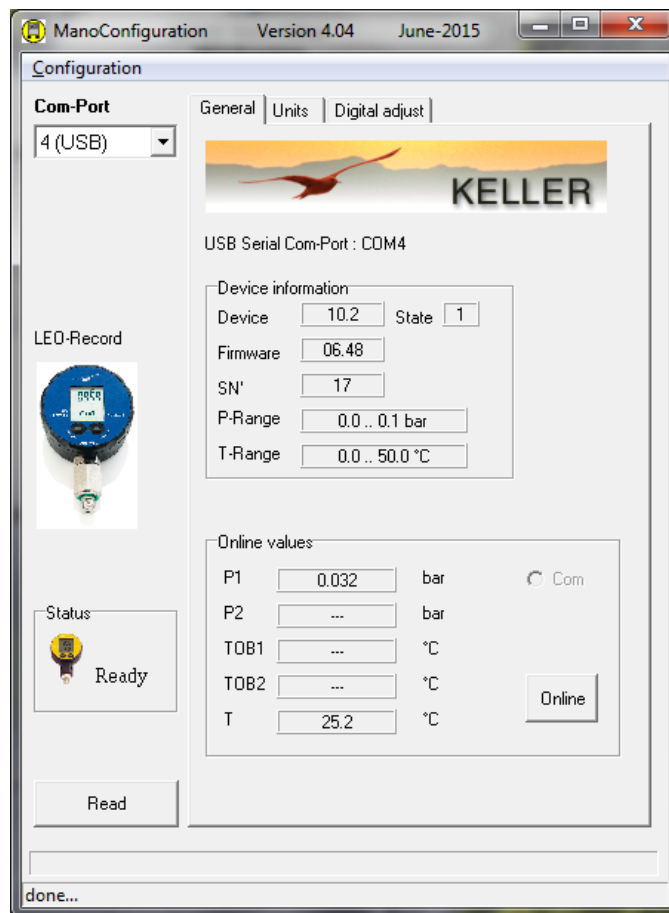 ManoConfiguration Version 4.04 June-2015
Configuration
Com-Port
4 (USB)
General Units Digital adjust
KELLER
USB Serial Com-Port : COM4
Device information
Device 10.2 State 1
Firmware 06.48
SN' 17
P-Range 0.0 .. 0.1 bar
T-Range 0.0 .. 50.0 °C
LEO-Record
Online values
P1 0.032 bar Com
P2 --- bar
TOB1 --- °C
TOB2 --- °C
T 25.2 °C
Online
Status
Ready
Read
done...